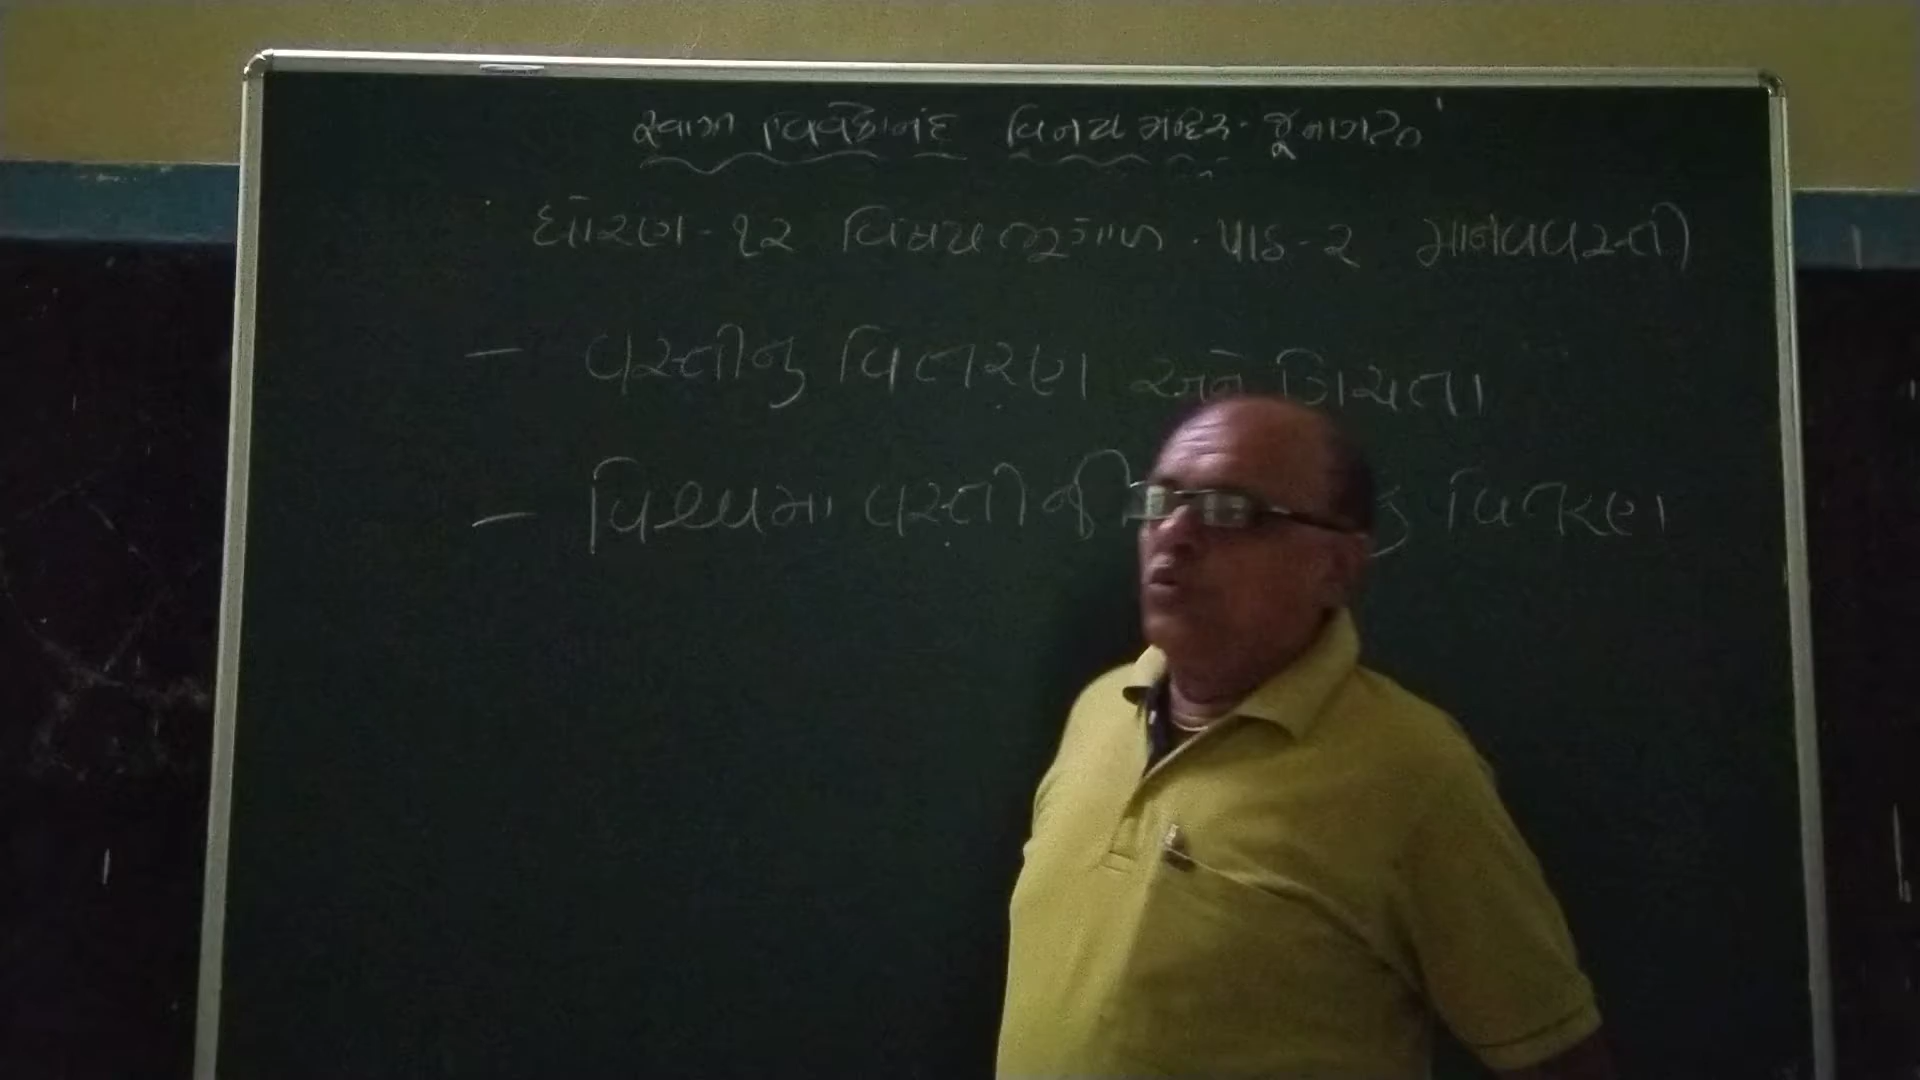 સ્વામી વિવેકાનંદ વિનય મંદિર - જૂનાગઢ
ધોરણ - ૧૨ વિષય ભૂગોળ . પાઠ - ૨ માનવવસ્તી
- વસ્તીનુ વિતરણ અને ગિચતા
- વિશ્વમા વસ્તી વિતરણ